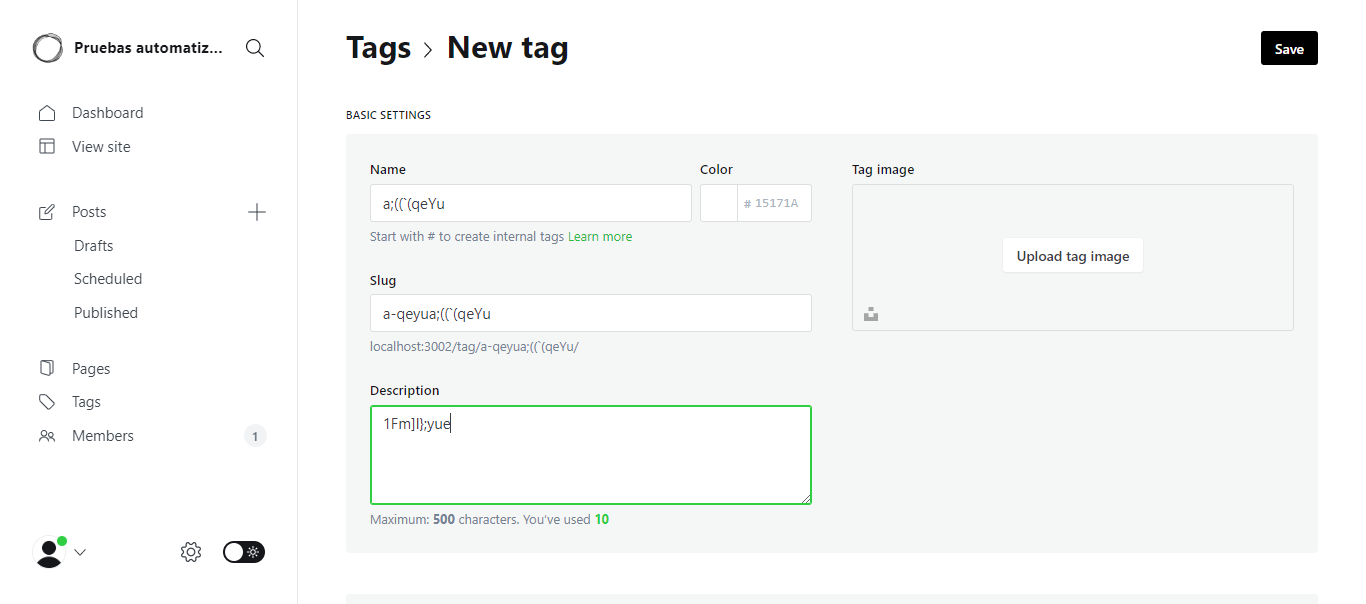 Pruebas automatiz...
Dashboard
View site
Posts
Drafts
Scheduled
Published
Pages
Tags
Members 1
Tags > New tag
Save
BASIC SETTINGS
Name
a;((`(qeYu
Start with # to create internal tags Learn more
Color
# 15171A
Slug
a-qeyua;((`(qeYu
localhost:3002/tag/a-qeyua;((`(qeYu/
Description
1Fm]I};yue
Maximum: 500 characters. You've used 10
Tag image
Upload tag image